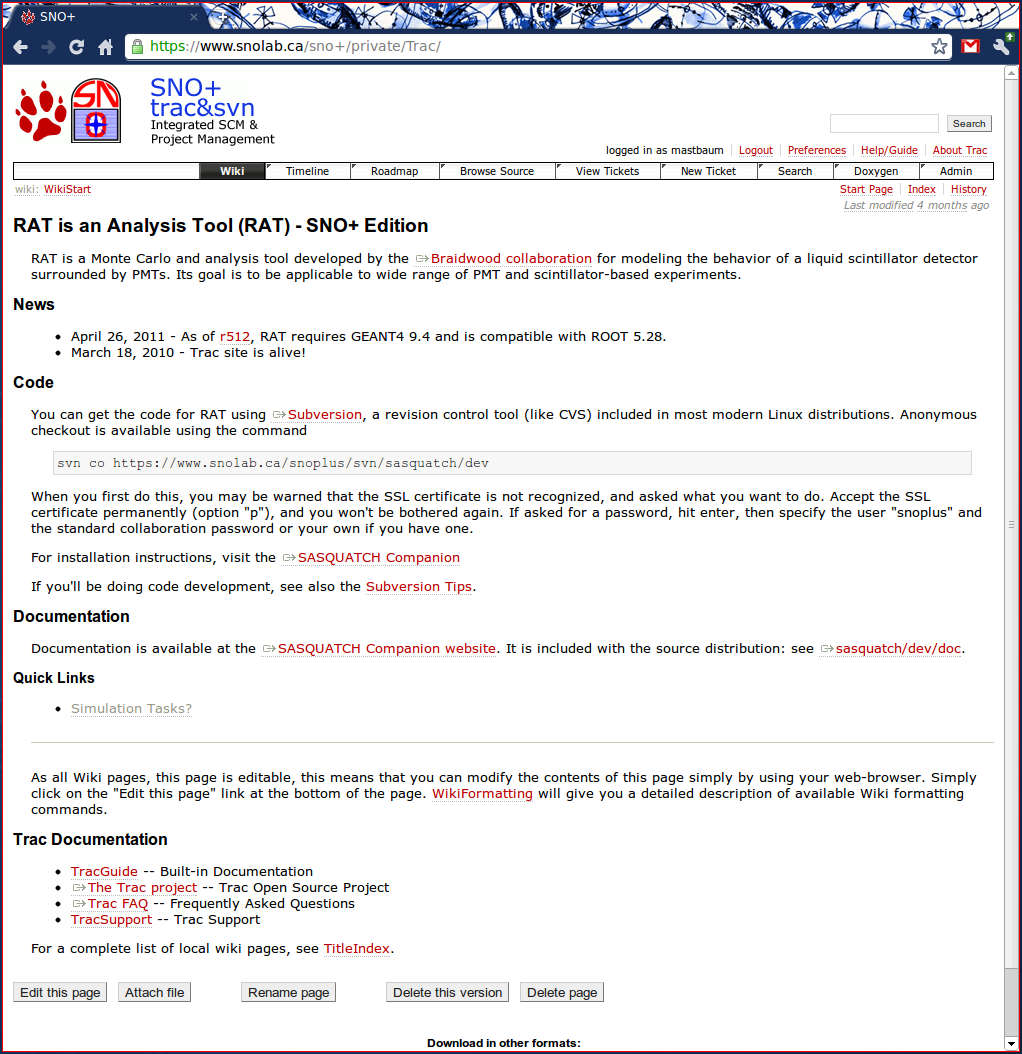 SNO+
https://www.snolab.ca/sno+/private/Trac/
SNO+
trac&svn
Integrated SCM &
Project Management
Search
logged in as mastbaum Logout Preferences Help/Guide About Trac
Wiki Timeline Roadmap Browse Source View Tickets New Ticket Search Doxygen Admin
wiki: WikiStart Start Page Index History
Last modified 4 months ago
RAT is an Analysis Tool (RAT) - SNO+ Edition
RAT is a Monte Carlo and analysis tool developed by the Braidwood collaboration for modeling the behavior of a liquid scintillator detector
surrounded by PMTs. Its goal is to be applicable to wide range of PMT and scintillator-based experiments.
News
• April 26, 2011 - As of r512, RAT requires GEANT4 9.4 and is compatible with ROOT 5.28.
• March 18, 2010 - Trac site is alive!
Code
You can get the code for RAT using Subversion, a revision control tool (like CVS) included in most modern Linux distributions. Anonymous
checkout is available using the command
svn co https://www.snolab.ca/snoplus/svn/sasquatch/dev
When you first do this, you may be warned that the SSL certificate is not recognized, and asked what you want to do. Accept the SSL
certificate permanently (option "p"), and you won't be bothered again. If asked for a password, hit enter, then specify the user "snoplus" and
the standard collaboration password or your own if you have one.
For installation instructions, visit the SASQUATCH Companion
If you'll be doing code development, see also the Subversion Tips.
Documentation
Documentation is available at the SASQUATCH Companion website. It is included with the source distribution: see sasquatch/dev/doc.
Quick Links
• Simulation Tasks?
As all Wiki pages, this page is editable, this means that you can modify the contents of this page simply by using your web-browser. Simply
click on the "Edit this page" link at the bottom of the page. WikiFormatting will give you a detailed description of available Wiki formatting
commands.
Trac Documentation
• TracGuide -- Built-in Documentation
• The Trac project -- Trac Open Source Project
• Trac FAQ -- Frequently Asked Questions
• TracSupport -- Trac Support
For a complete list of local wiki pages, see TitleIndex.
Edit this page Attach file Rename page Delete this version Delete page
Download in other formats: